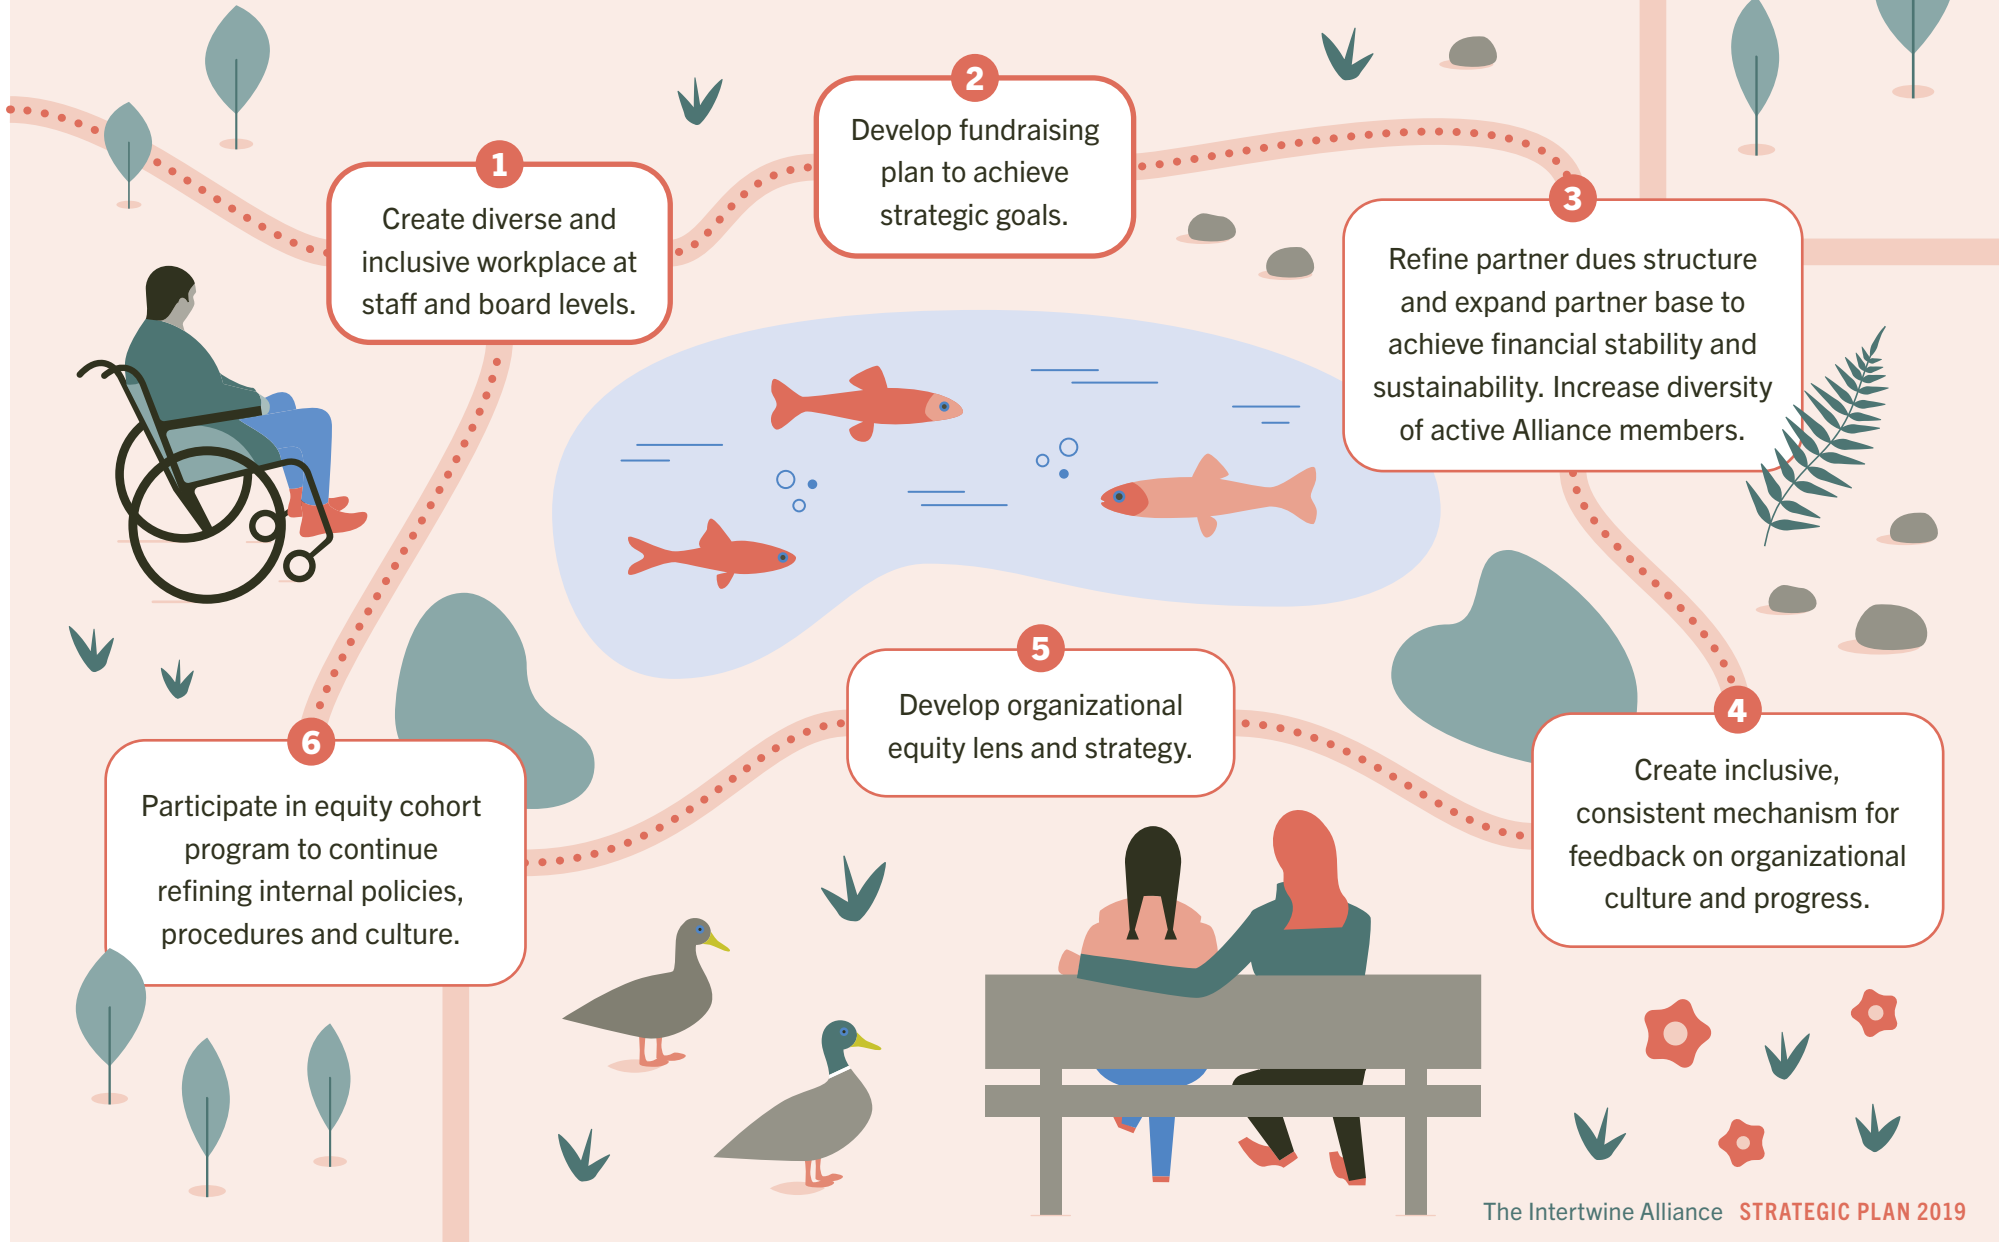 1
Create diverse and
inclusive workplace at
staff and board levels.
2
Develop fundraising
plan to achieve
strategic goals.
3
Refine partner dues structure
and expand partner base to
achieve financial stability and
sustainability. Increase diversity
of active Alliance members.
4
Create inclusive,
consistent mechanism for
feedback on organizational
culture and progress.
5
Develop organizational
equity lens and strategy.
6
Participate in equity cohort
program to continue
refining internal policies,
procedures and culture.
The Intertwine Alliance STRATEGIC PLAN 2019